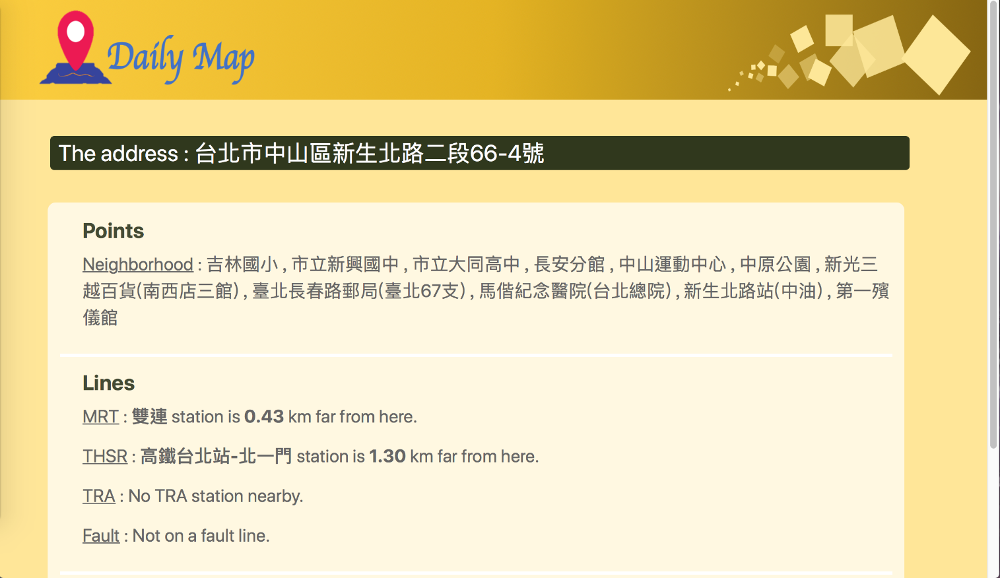 Daily Map
The address : 台北市中山區新生北路二段66-4號
Points
Neighborhood : 吉林國小 , 市立新興國中 , 市立大同高中 , 長安分館 , 中山運動中心 , 中原公園 , 新光三
越百貨(南西店三館) , 臺北長春路郵局(臺北67支) , 馬偕紀念醫院(台北總院) , 新生北路站(中油) , 第一殯
儀館
Lines
MRT : 雙連 station is 0.43 km far from here.
THSR : 高鐵台北站-北一門 station is 1.30 km far from here.
TRA : No TRA station nearby.
Fault : Not on a fault line.